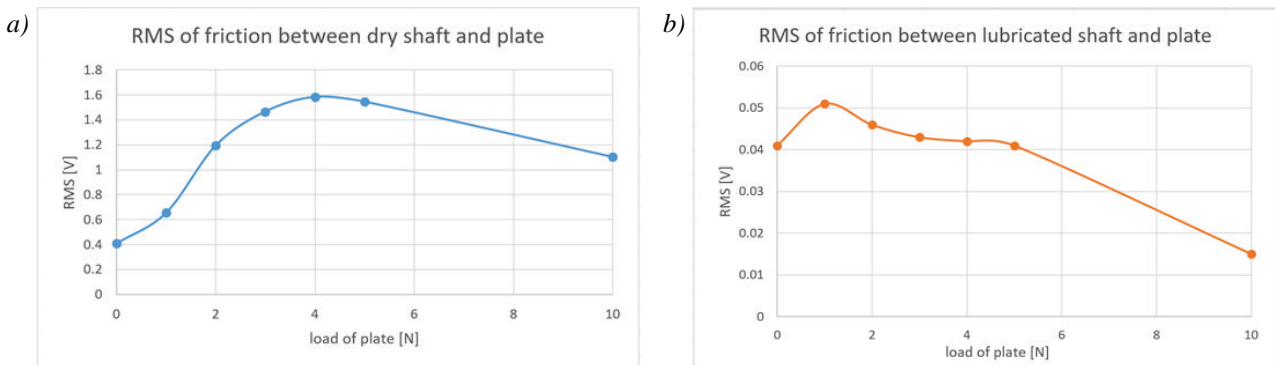 a)
RMS of friction between dry shaft and plate
RMS [V]
1.8
1.6
1.4
1.2
1
0.8
0.6
0.4
0.2
0
0 2 4 6 8 10
load of plate [N]
b)
RMS of friction between lubricated shaft and plate
RMS [V]
0.06
0.05
0.04
0.03
0.02
0.01
0
0 2 4 6 8 10
load of plate [N]